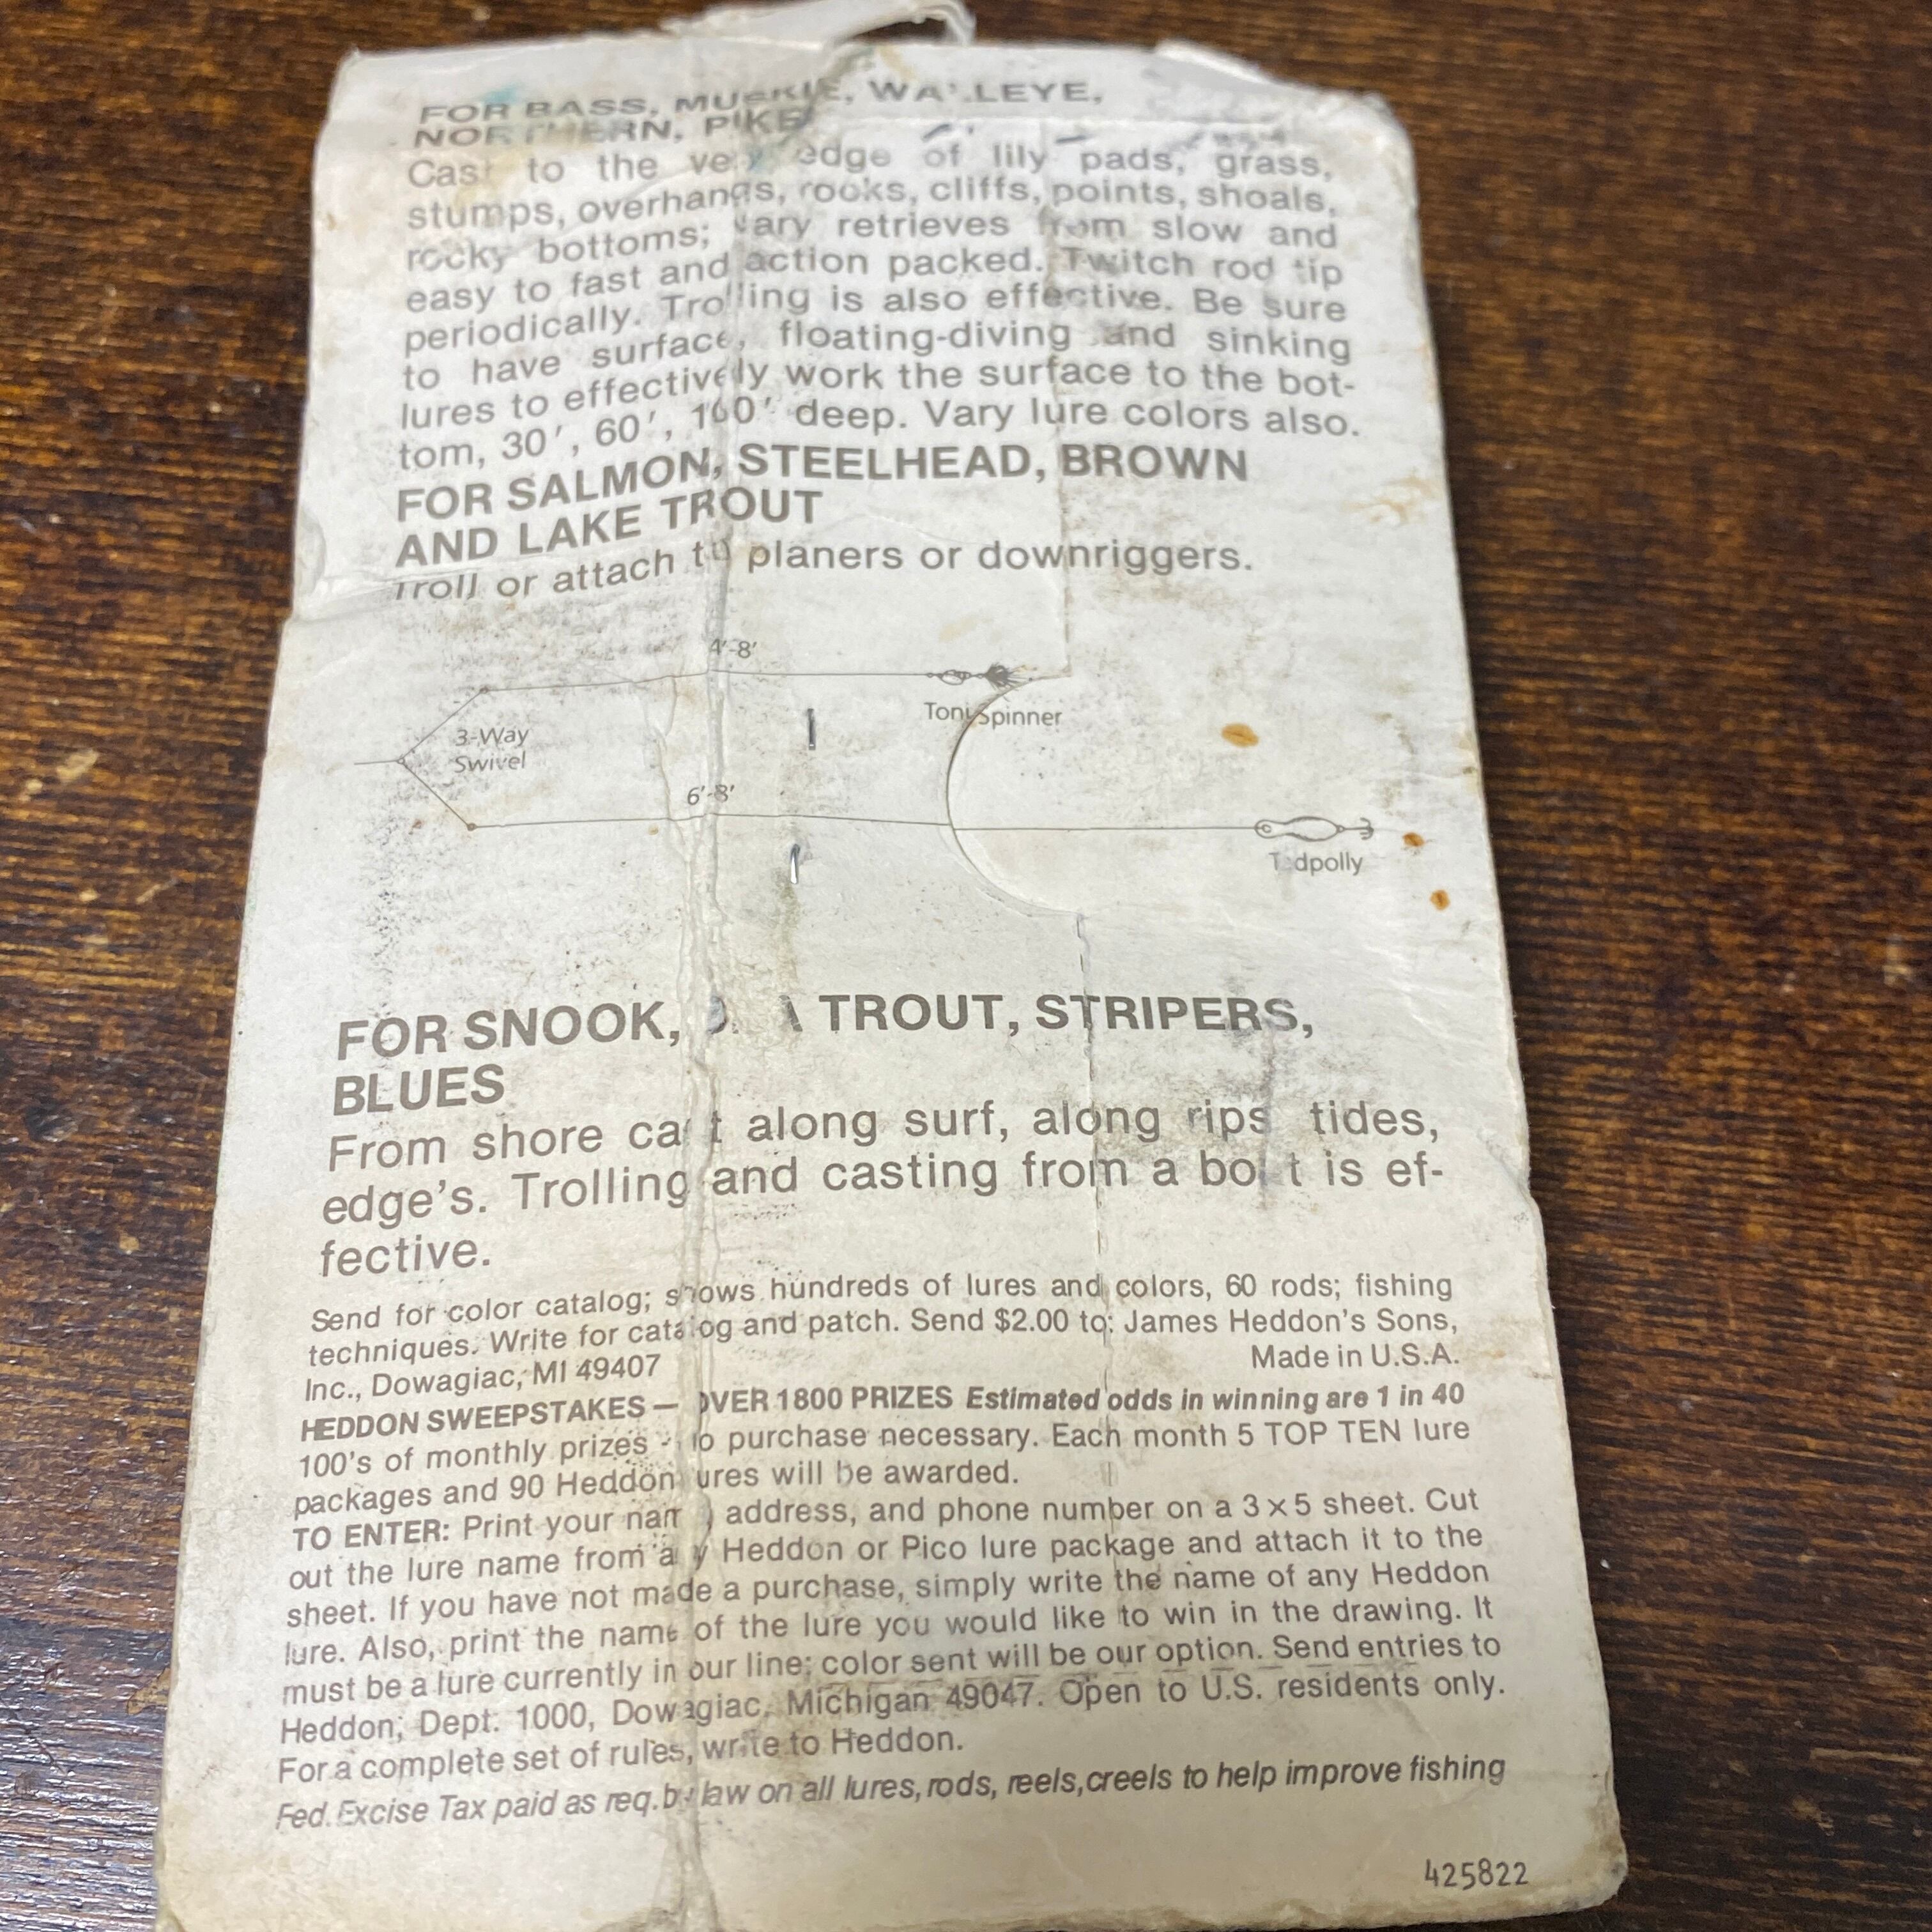 FOR BASS, MUSKIE, WALLEYE,
NORTHERN, PIKE
Cast to the very edge of lily pads, grass,
stumps, overhangs, rocks, cliffs, points, shoals,
rocky bottoms; vary retrieves from slow and
easy to fast and action packed. Twitch rod tip
periodically. Trolling is also effective. Be sure
to have surface, floating-diving and sinking
lures to effectively work the surface to the bot-
tom, 30', 60', 100' deep. Vary lure colors also.
FOR SALMON, STEELHEAD, BROWN
AND LAKE TROUT
Troll or attach to planers or downriggers.
4'-8'
Toni Spinner
3-Way
Swivel
6'-8'
Tadpolly
FOR SNOOK, TROUT, STRIPERS,
BLUES
From shore cast along surf, along rips tides,
edge's. Trolling and casting from a boat is ef-
fective.
Send for color catalog; shows hundreds of lures and colors, 60 rods; fishing
techniques. Write for catalog and patch. Send $2.00 to: James Heddon's Sons,
Inc., Dowagiac, MI 49407
Made in U.S.A.
HEDDON SWEEPSTAKES — OVER 1800 PRIZES Estimated odds in winning are 1 in 40
100's of monthly prizes - no purchase necessary. Each month 5 TOP TEN lure
packages and 90 Heddon lures will be awarded.
TO ENTER: Print your name, address, and phone number on a 3 x 5 sheet. Cut
out the lure name from any Heddon or Pico lure package and attach it to the
sheet. If you have not made a purchase, simply write the name of any Heddon
lure. Also, print the name of the lure you would like to win in the drawing. It
must be a lure currently in our line; color sent will be our option. Send entries to
Heddon, Dept. 1000, Dowagiac, Michigan 49047. Open to U.S. residents only.
For a complete set of rules, write to Heddon.
Fed. Excise Tax paid as req. by law on all lures, rods, reels, creels to help improve fishing
425822